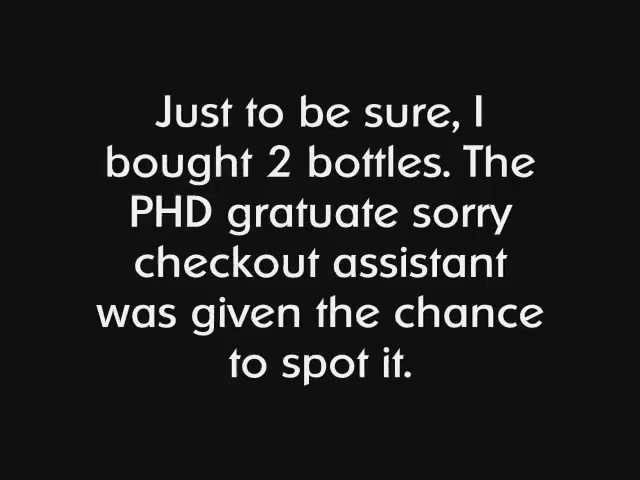 Just to be sure, I
bought 2 bottles. The
PHD gratuate sorry
checkout assistant
was given the chance
to spot it.